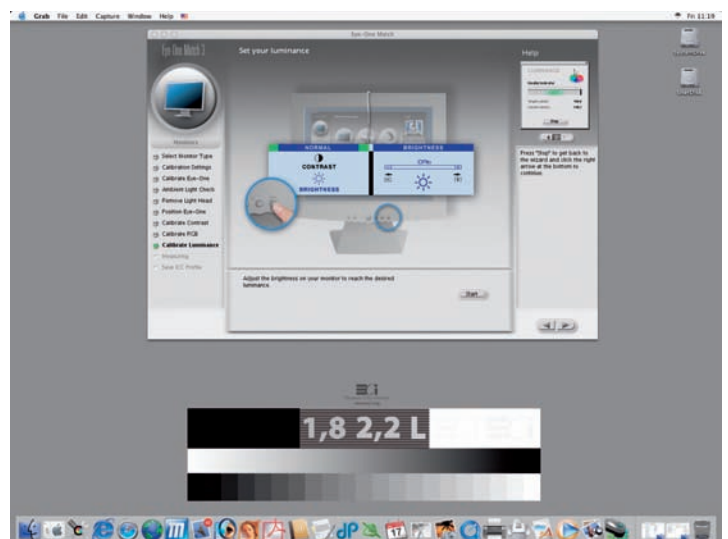 Grab File Edit Capture Window Help
Fri 11:19
Eye-One Match
Eye-One Match 3
Set your luminance
Help
LUMINANCE
NORMAL
BRIGHTNESS
CONTRAST
BRIGHTNESS
Stop
Press "Stop" to get back to
the wizard and click the right
arrow at the bottom to
continue.
Monitors
Select Monitor Type
Calibration Settings
Calibrate Eye-One
Ambient Light Check
Remove Light Head
Position Eye-One
Calibrate Contrast
Calibrate RGB
Calibrate Luminance
Measuring
Save ICC Profile
Adjust the brightness on your monitor to reach the desired
luminance.
Start
1,8 2,2 L
17